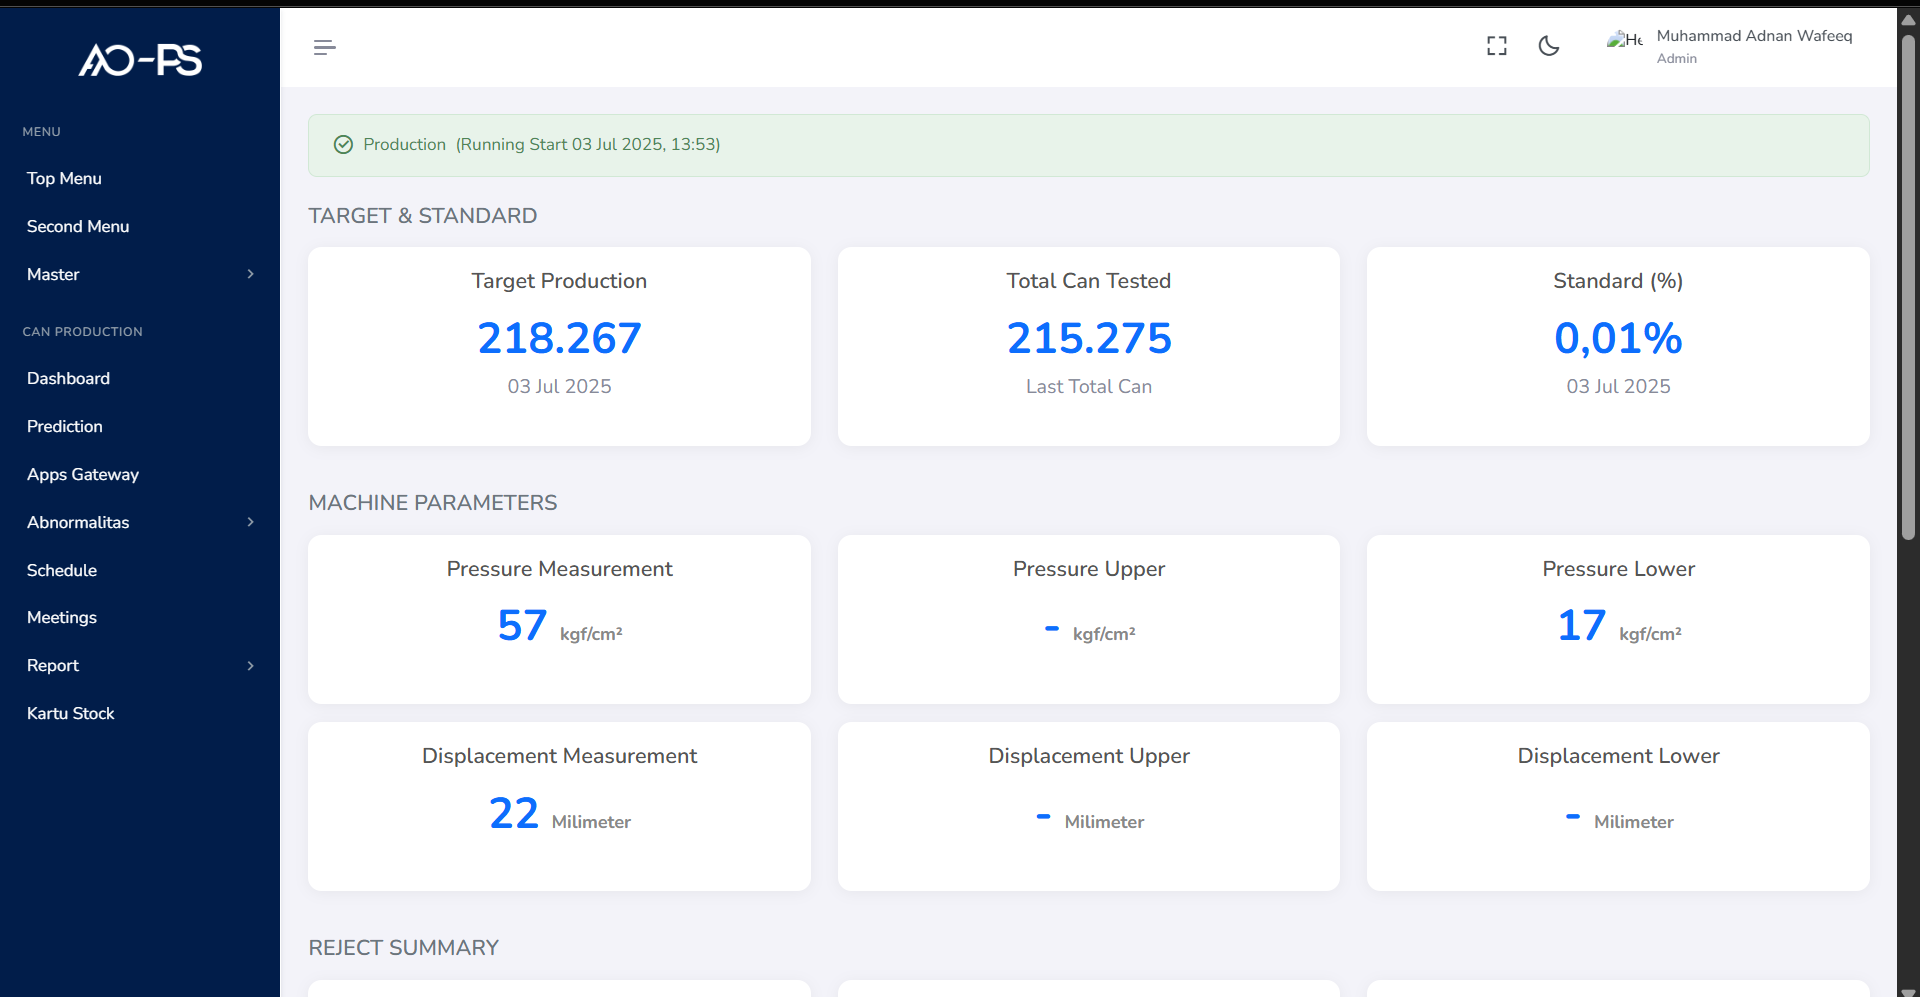 AO-PS
Muhammad Adnan Wafeeq
Admin
MENU
Top Menu
Second Menu
Master
CAN PRODUCTION
Dashboard
Prediction
Apps Gateway
Abnormalitas
Schedule
Meetings
Report
Kartu Stock
Production (Running Start 03 Jul 2025, 13:53)
TARGET & STANDARD
Target Production
218.267
03 Jul 2025
Total Can Tested
215.275
Last Total Can
Standard (%)
0,01%
03 Jul 2025
MACHINE PARAMETERS
Pressure Measurement
57 kgf/cm²
Pressure Upper
- kgf/cm²
Pressure Lower
17 kgf/cm²
Displacement Measurement
22 Milimeter
Displacement Upper
- Milimeter
Displacement Lower
- Milimeter
REJECT SUMMARY